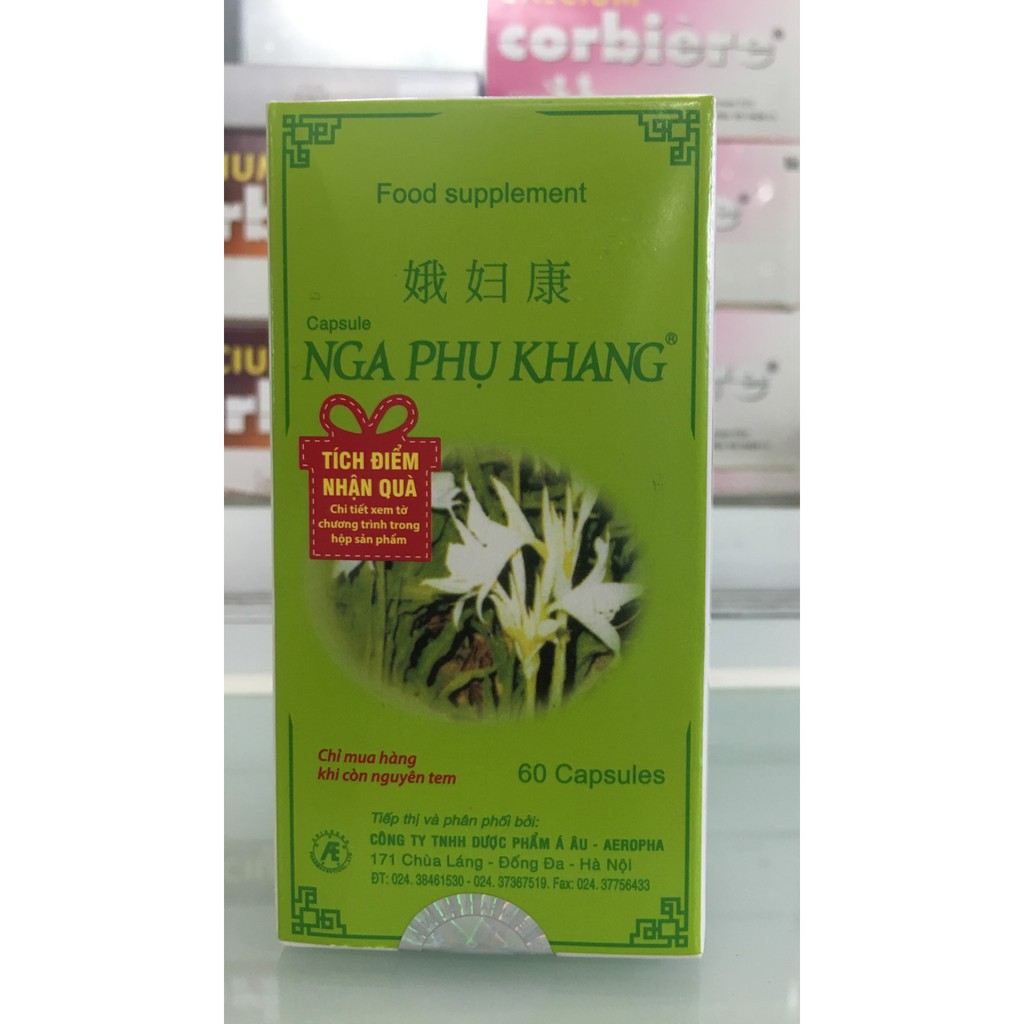 CALCIUM
corbière®
Food supplement
娥妇康
Capsule
NGA PHỤ KHANG®
TÍCH ĐIỂM
NHẬN QUÀ
Chi tiết xem tờ
chương trình trong
hộp sản phẩm
Chỉ mua hàng
khi còn nguyên tem
60 Capsules
Tiếp thị và phân phối bởi:
CÔNG TY TNHH DƯỢC PHẨM Á ÂU - AEROPHA
171 Chùa Láng - Đống Đa - Hà Nội
ĐT: 024. 38461530 - 024. 37367519. Fax: 024. 37756433